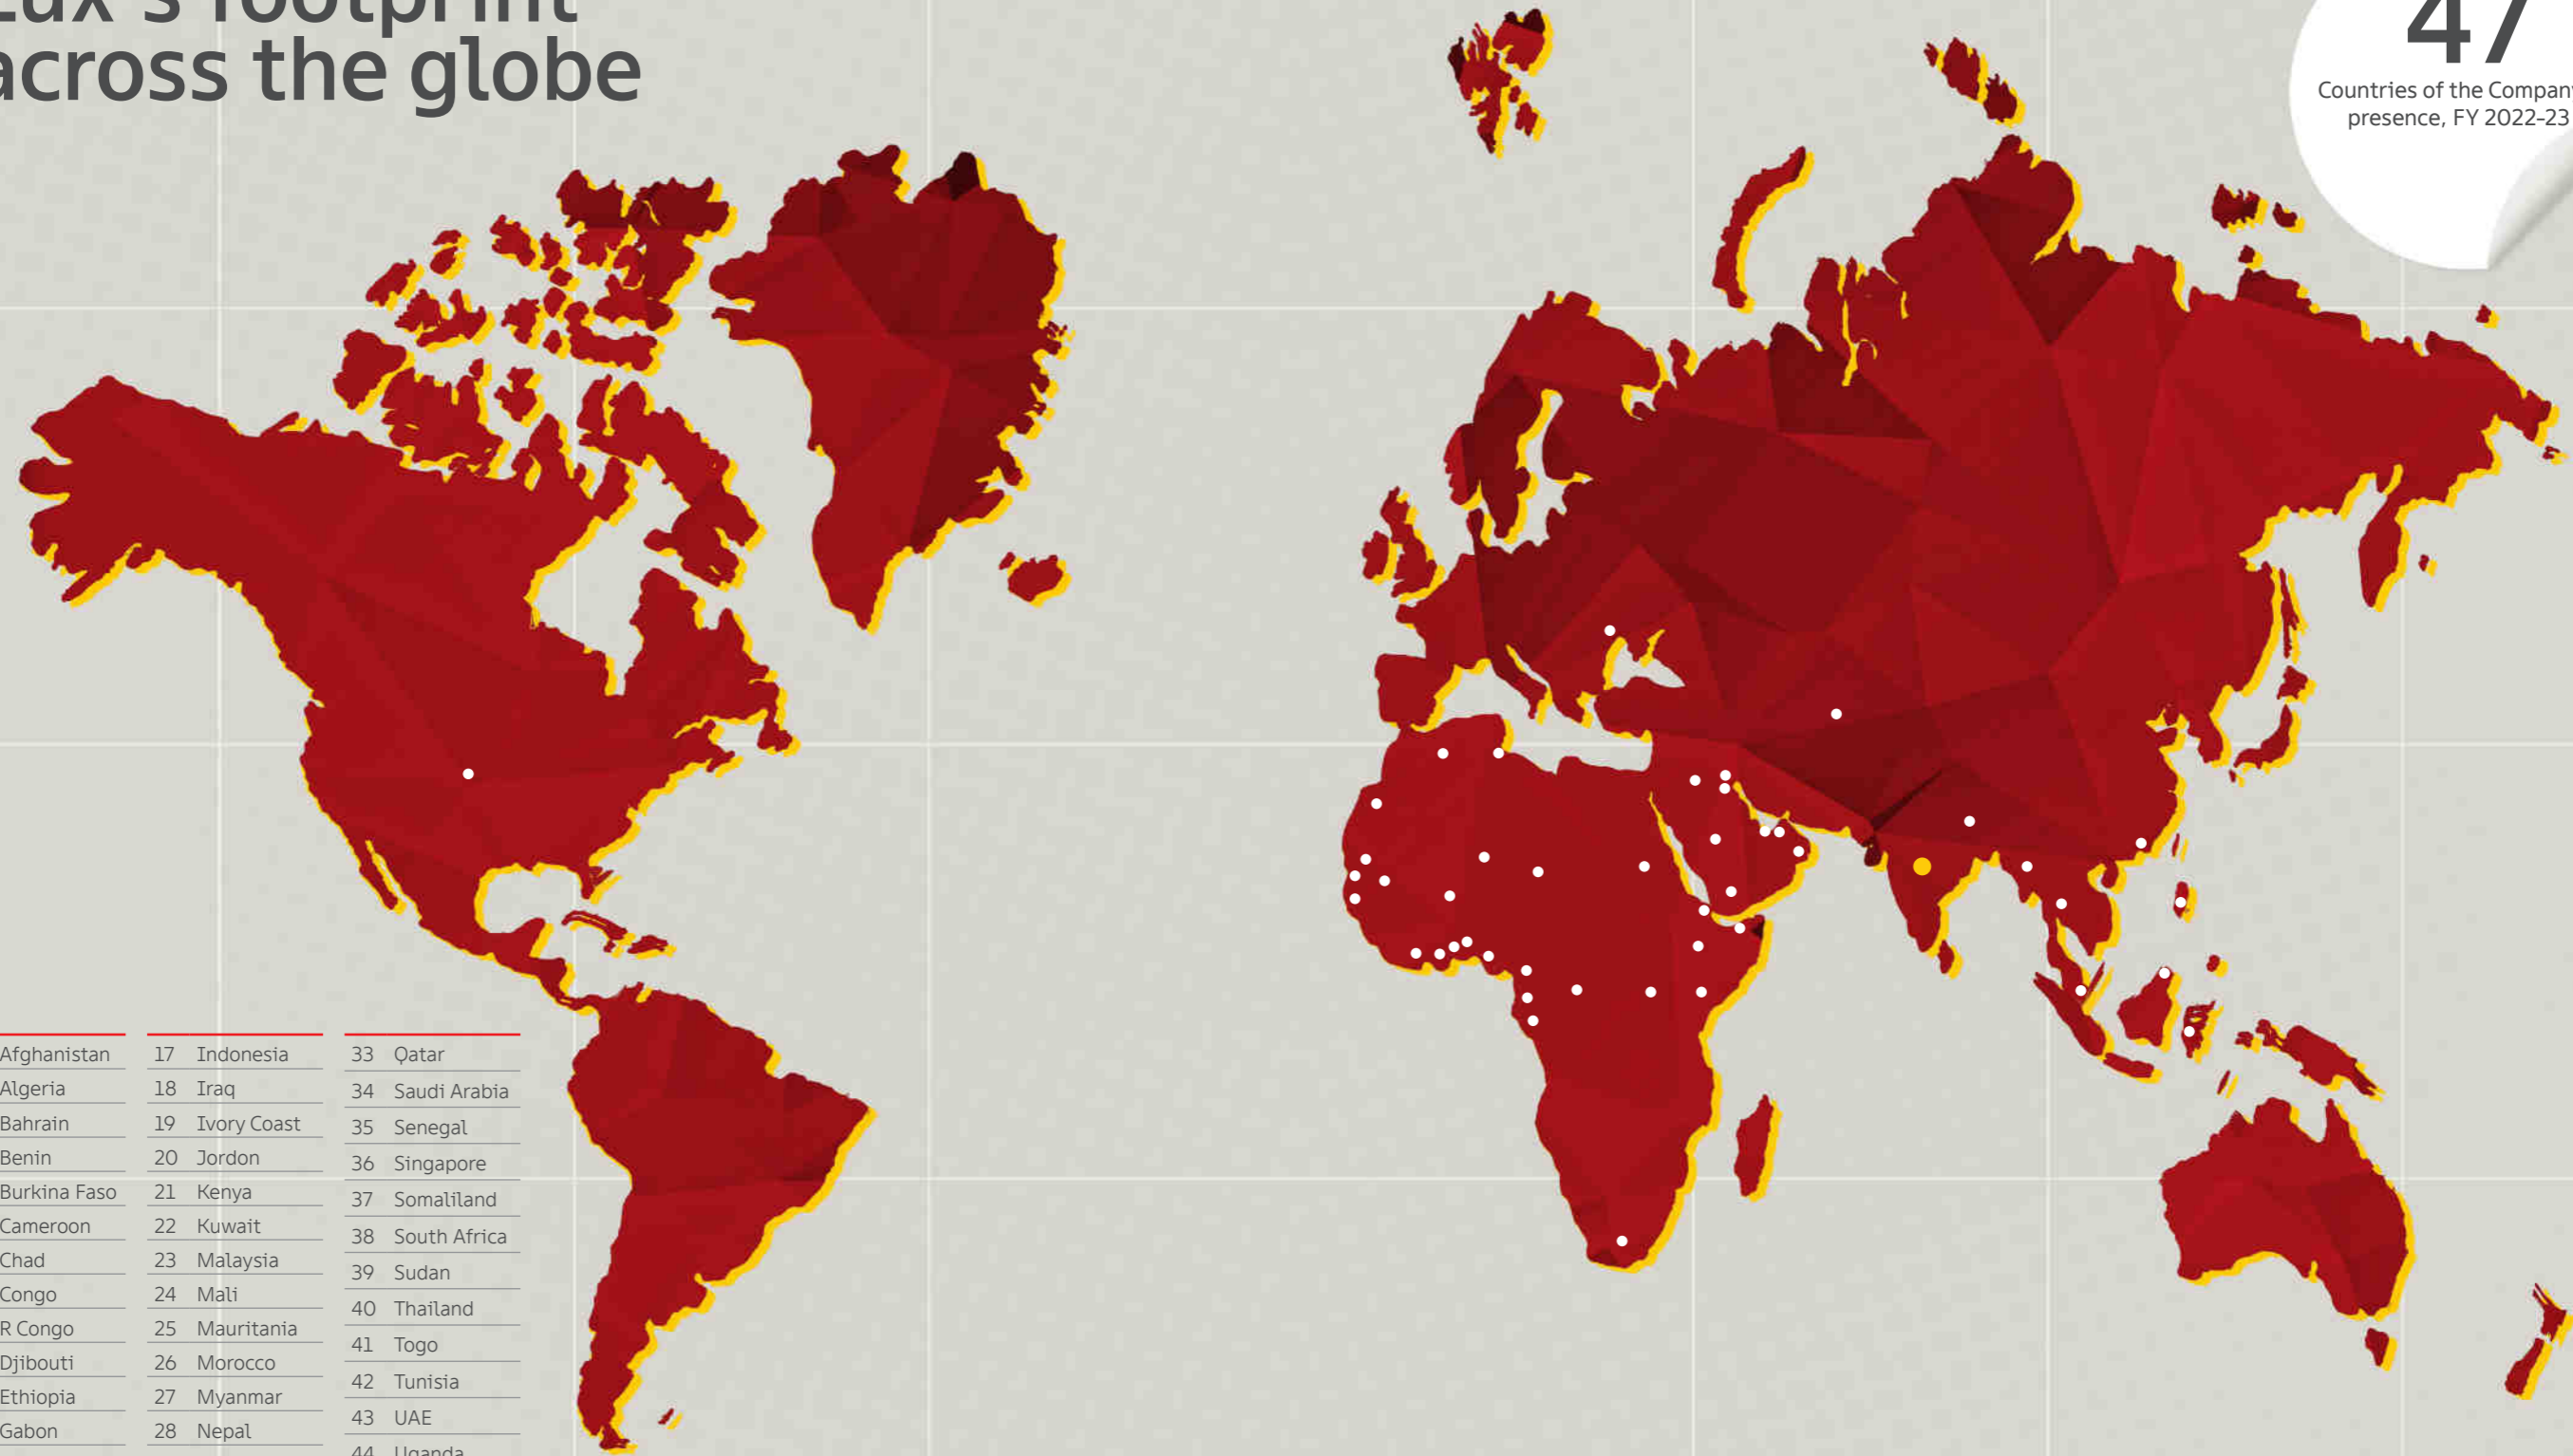 Lux's footprint
across the globe
47
Countries of the Company
presence, FY 2022-23
Afghanistan
Algeria
Bahrain
Benin
Burkina Faso
Cameroon
Chad
Congo
R Congo
Djibouti
Ethiopia
Gabon
17 Indonesia
18 Iraq
19 Ivory Coast
20 Jordon
21 Kenya
22 Kuwait
23 Malaysia
24 Mali
25 Mauritania
26 Morocco
27 Myanmar
28 Nepal
33 Qatar
34 Saudi Arabia
35 Senegal
36 Singapore
37 Somaliland
38 South Africa
39 Sudan
40 Thailand
41 Togo
42 Tunisia
43 UAE
44 Uganda